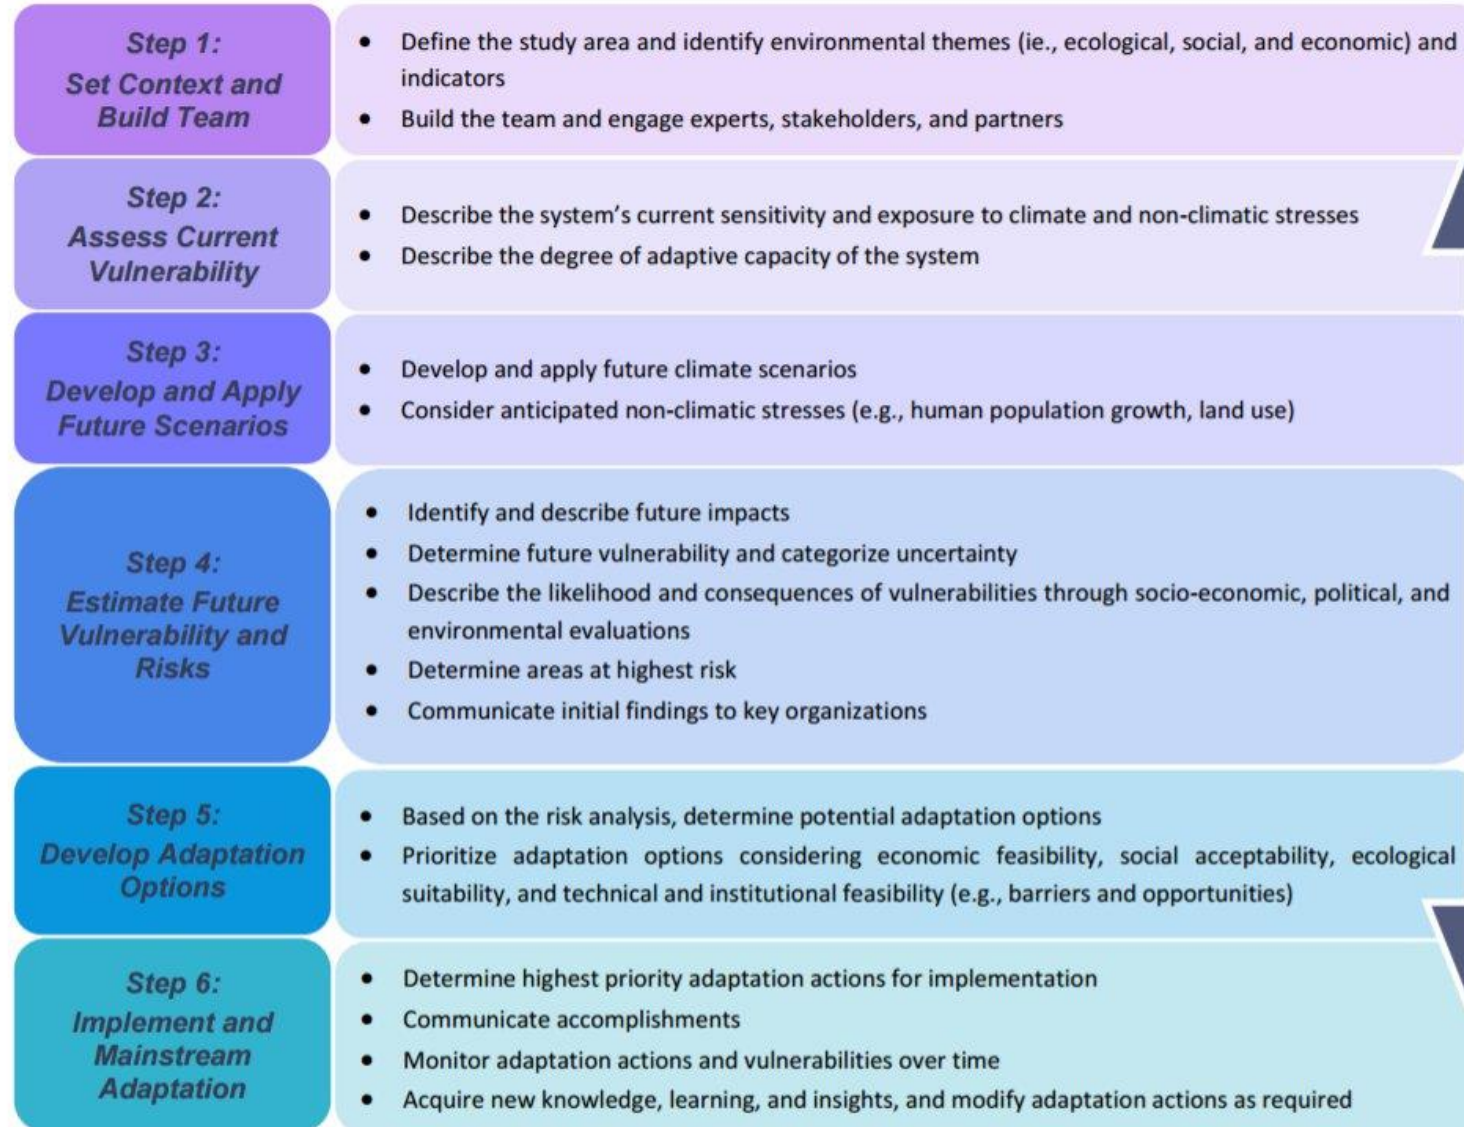 Step 1:
Set Context and
Build Team
• Define the study area and identify environmental themes (ie., ecological, social, and economic) and
indicators
• Build the team and engage experts, stakeholders, and partners
Step 2:
Assess Current
Vulnerability
• Describe the system's current sensitivity and exposure to climate and non-climatic stresses
• Describe the degree of adaptive capacity of the system
Step 3:
Develop and Apply
Future Scenarios
• Develop and apply future climate scenarios
• Consider anticipated non-climatic stresses (e.g., human population growth, land use)
Step 4:
Estimate Future
Vulnerability and
Risks
• Identify and describe future impacts
• Determine future vulnerability and categorize uncertainty
• Describe the likelihood and consequences of vulnerabilities through socio-economic, political, and
environmental evaluations
• Determine areas at highest risk
• Communicate initial findings to key organizations
Step 5:
Develop Adaptation
Options
• Based on the risk analysis, determine potential adaptation options
• Prioritize adaptation options considering economic feasibility, social acceptability, ecological
suitability, and technical and institutional feasibility (e.g., barriers and opportunities)
Step 6:
Implement and
Mainstream
Adaptation
• Determine highest priority adaptation actions for implementation
• Communicate accomplishments
• Monitor adaptation actions and vulnerabilities over time
• Acquire new knowledge, learning, and insights, and modify adaptation actions as required